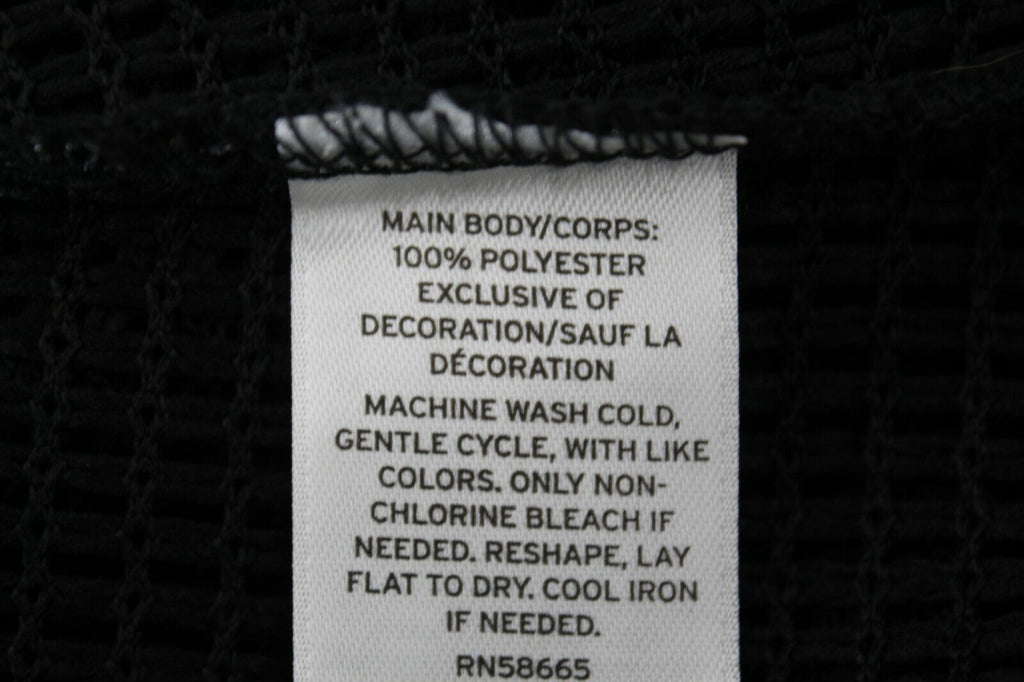 MAIN BODY/CORPS:
100% POLYESTER
EXCLUSIVE OF
DECORATION/SAUF LA
DÉCORATION
MACHINE WASH COLD,
GENTLE CYCLE, WITH LIKE
COLORS. ONLY NON-
CHLORINE BLEACH IF
NEEDED. RESHAPE, LAY
FLAT TO DRY. COOL IRON
IF NEEDED.
RN58665